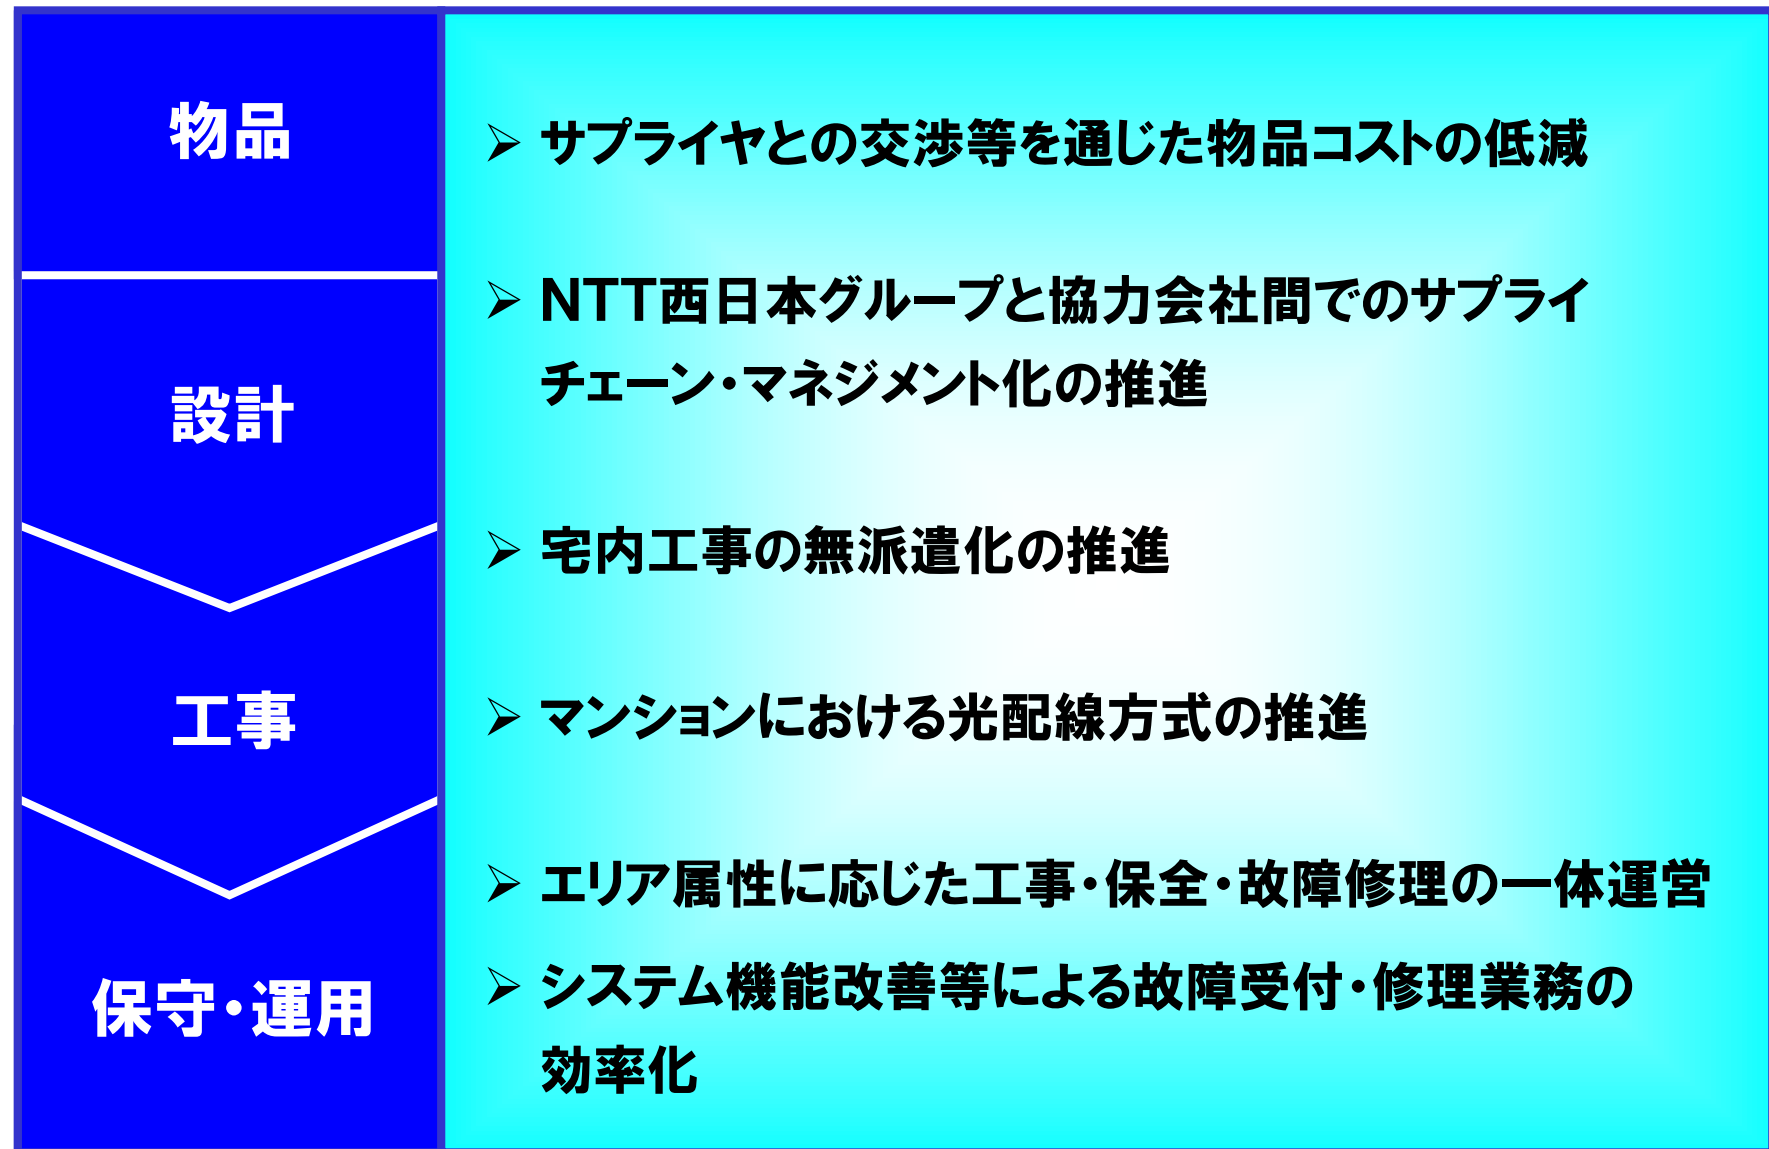 物品
設計
工事
保守・運用
➢ サプライヤとの交渉等を通じた物品コストの低減
➢ NTT西日本グループと協力会社間でのサプライ
チェーン・マネジメント化の推進
➢ 宅内工事の無派遣化の推進
➢ マンションにおける光配線方式の推進
➢ エリア属性に応じた工事・保全・故障修理の一体運営
➢ システム機能改善等による故障受付・修理業務の
効率化